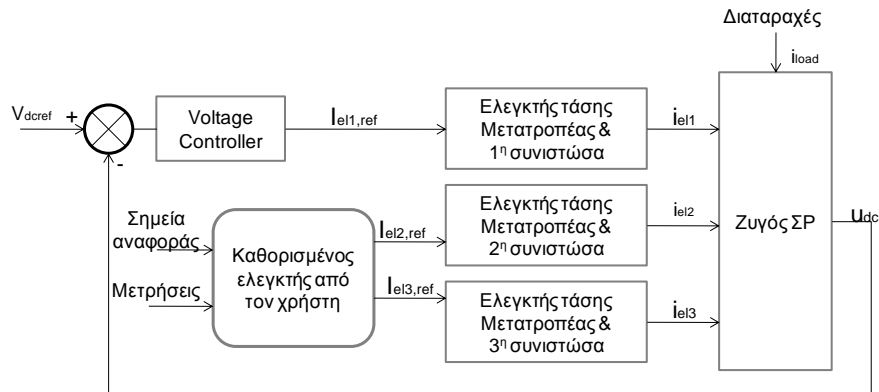 Διαταραχές
iload
Vdcref
+
-
Voltage
Controller
Iel1,ref
Ελεγκτής τάσης
Μετατροπέας &
1η συνιστώσα
iel1
Σημεία
αναφοράς
Μετρήσεις
Καθορισμένος
ελεγκτής από
τον χρήστη
Iel2,ref
Iel3,ref
Ελεγκτής τάσης
Μετατροπέας &
2η συνιστώσα
iel2
Ελεγκτής τάσης
Μετατροπέας &
3η συνιστώσα
iel3
Ζυγός ΣΡ
udc